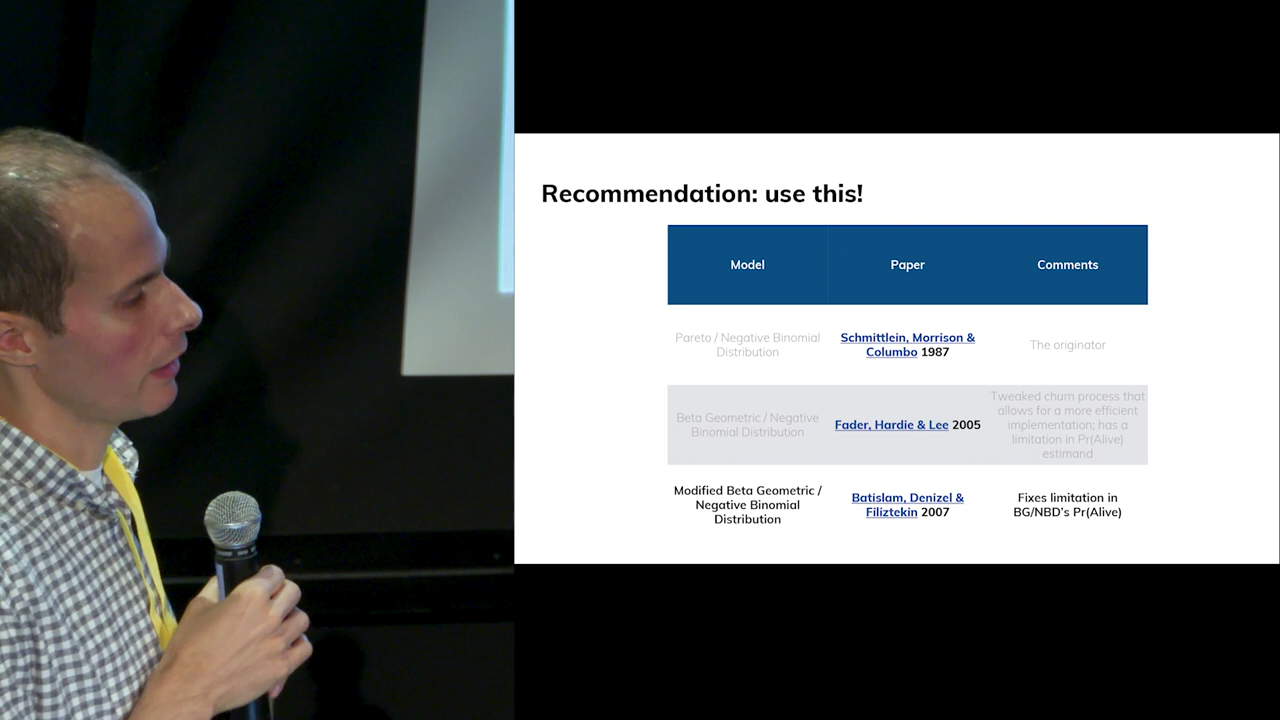 Recommendation: use this!
Model
Paper
Comments
Pareto / Negative Binomial
Distribution
Schmittlein, Morrison &
Columbo 1987
The originator
Beta Geometric / Negative
Binomial Distribution
Fader, Hardie & Lee 2005
Tweaked churn process that
allows for a more efficient
implementation; has a
limitation in Pr(Alive)
estimand
Modified Beta Geometric /
Negative Binomial
Distribution
Batislam, Denizel &
Filiztekin 2007
Fixes limitation in
BG/NBD's Pr(Alive)